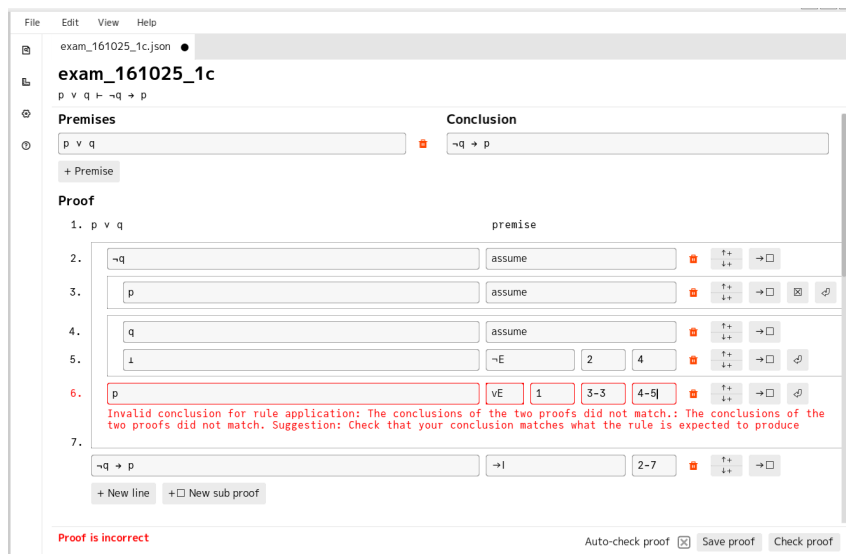 File Edit View Help
exam_161025_1c.json ●
exam_161025_1c
p ∨ q ⊢ ¬q → p
Premises Conclusion
p ∨ q ¬q → p
+ Premise
Proof
1. p ∨ q premise
2. ¬q assume ↑+ ↓+ →☐
3. p assume ↑+ ↓+ →☐
4. q assume ↑+ ↓+ →☐
5. ⊥ ¬E 2 4 ↑+ ↓+ →☐
6. p ∨E 1 3-3 4-5 ↑+ ↓+ →☐
Invalid conclusion for rule application: The conclusions of the two proofs did not match.: The conclusions of the
two proofs did not match. Suggestion: Check that your conclusion matches what the rule is expected to produce
7.
¬q → p →I 2-7 ↑+ ↓+ →☐
+ New line +☐ New sub proof
Proof is incorrect Auto-check proof Save proof Check proof